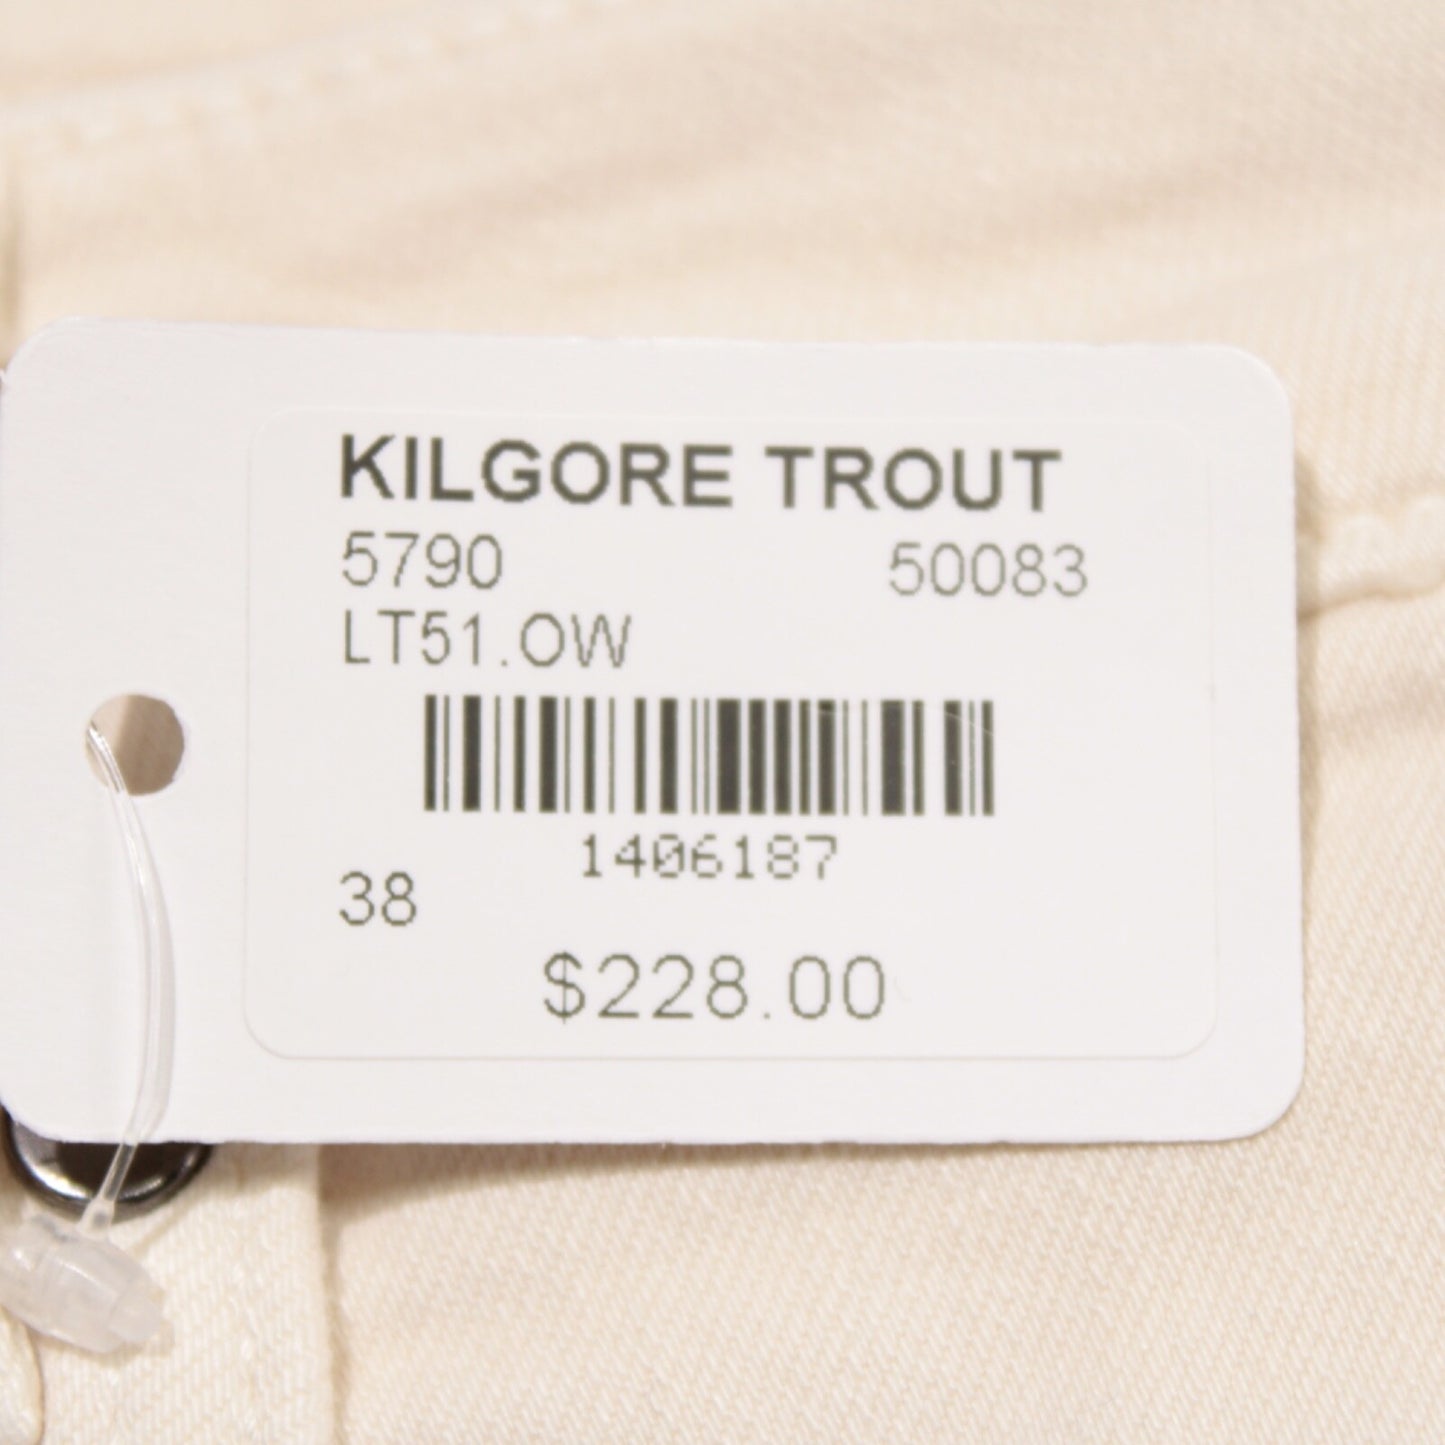 KILGORE TROUT
5790 50083
LT51.OW
1406187
38
$228.00